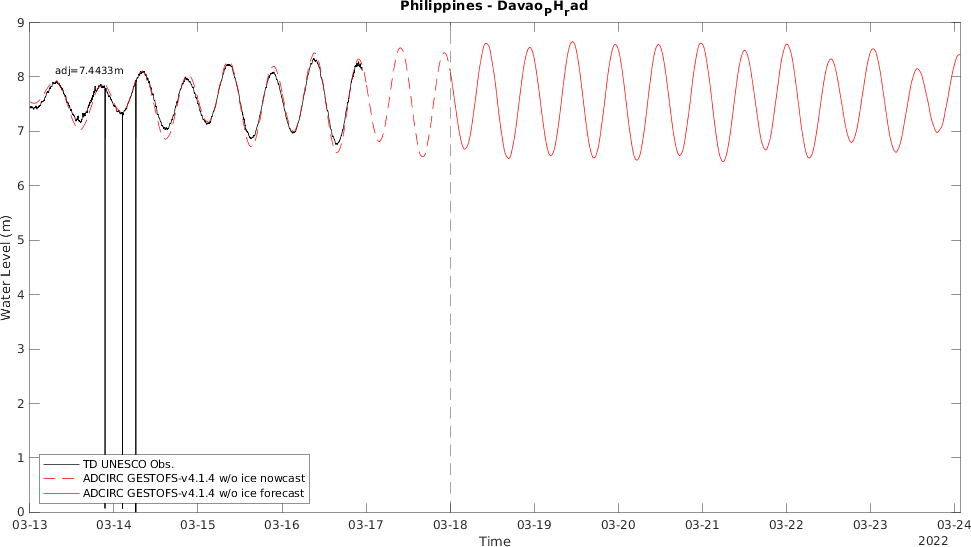 Philippines - DavaoPHrad
9
8
7
6
5
4
3
2
1
0
Water Level (m)
adj=7.4433m
TD UNESCO Obs.
ADCIRC GESTOFS-v4.1.4 w/o ice nowcast
ADCIRC GESTOFS-v4.1.4 w/o ice forecast
03-13 03-14 03-15 03-16 03-17 03-18 03-19 03-20 03-21 03-22 03-23 03-24
Time
2022